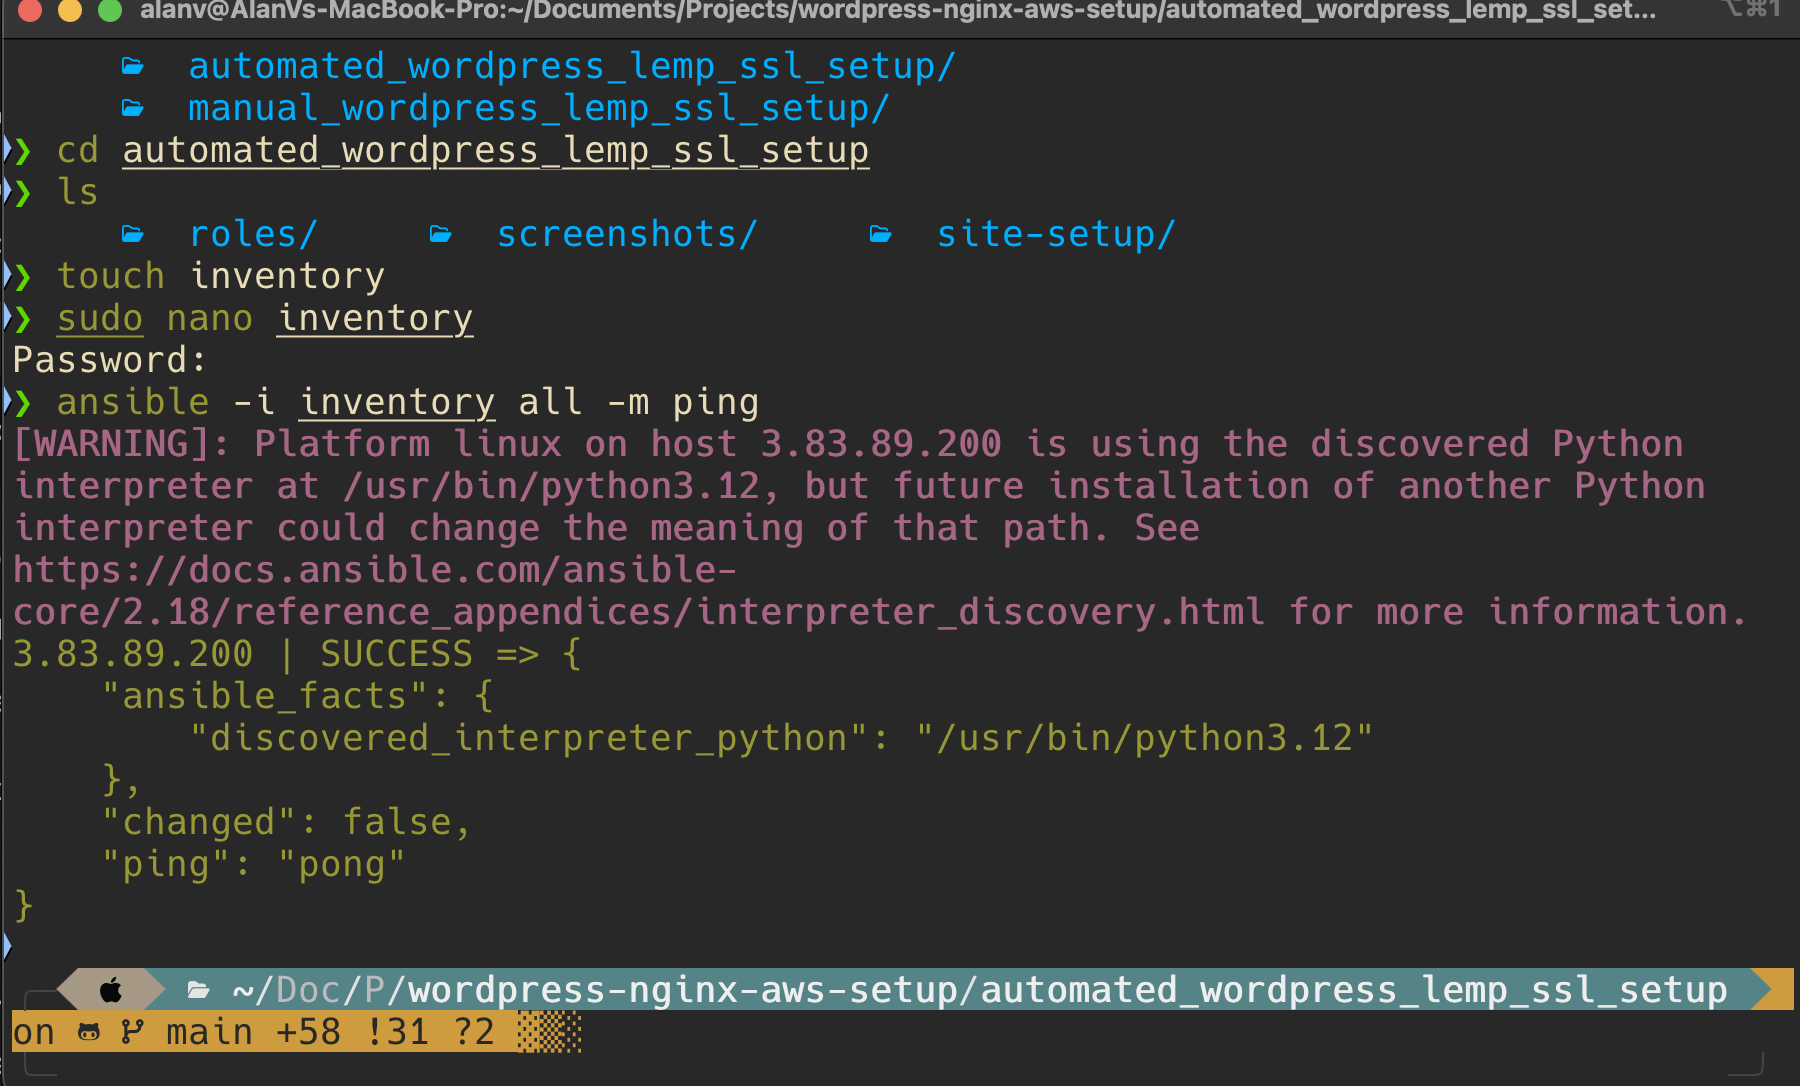 alanv@AlanVs-MacBook-Pro:~/Documents/Projects/wordpress-nginx-aws-setup/automated_wordpress_lemp_ssl_set... ⌥⌘1
automated_wordpress_lemp_ssl_setup/
manual_wordpress_lemp_ssl_setup/
❯ cd automated_wordpress_lemp_ssl_setup
❯ ls
roles/ screenshots/ site-setup/
❯ touch inventory
❯ sudo nano inventory
Password:
❯ ansible -i inventory all -m ping
[WARNING]: Platform linux on host 3.83.89.200 is using the discovered Python
interpreter at /usr/bin/python3.12, but future installation of another Python
interpreter could change the meaning of that path. See
https://docs.ansible.com/ansible-
core/2.18/reference_appendices/interpreter_discovery.html for more information.
3.83.89.200 | SUCCESS => {
    "ansible_facts": {
        "discovered_interpreter_python": "/usr/bin/python3.12"
    },
    "changed": false,
    "ping": "pong"
}
~/Doc/P/wordpress-nginx-aws-setup/automated_wordpress_lemp_ssl_setup
on main +58 !31 ?2